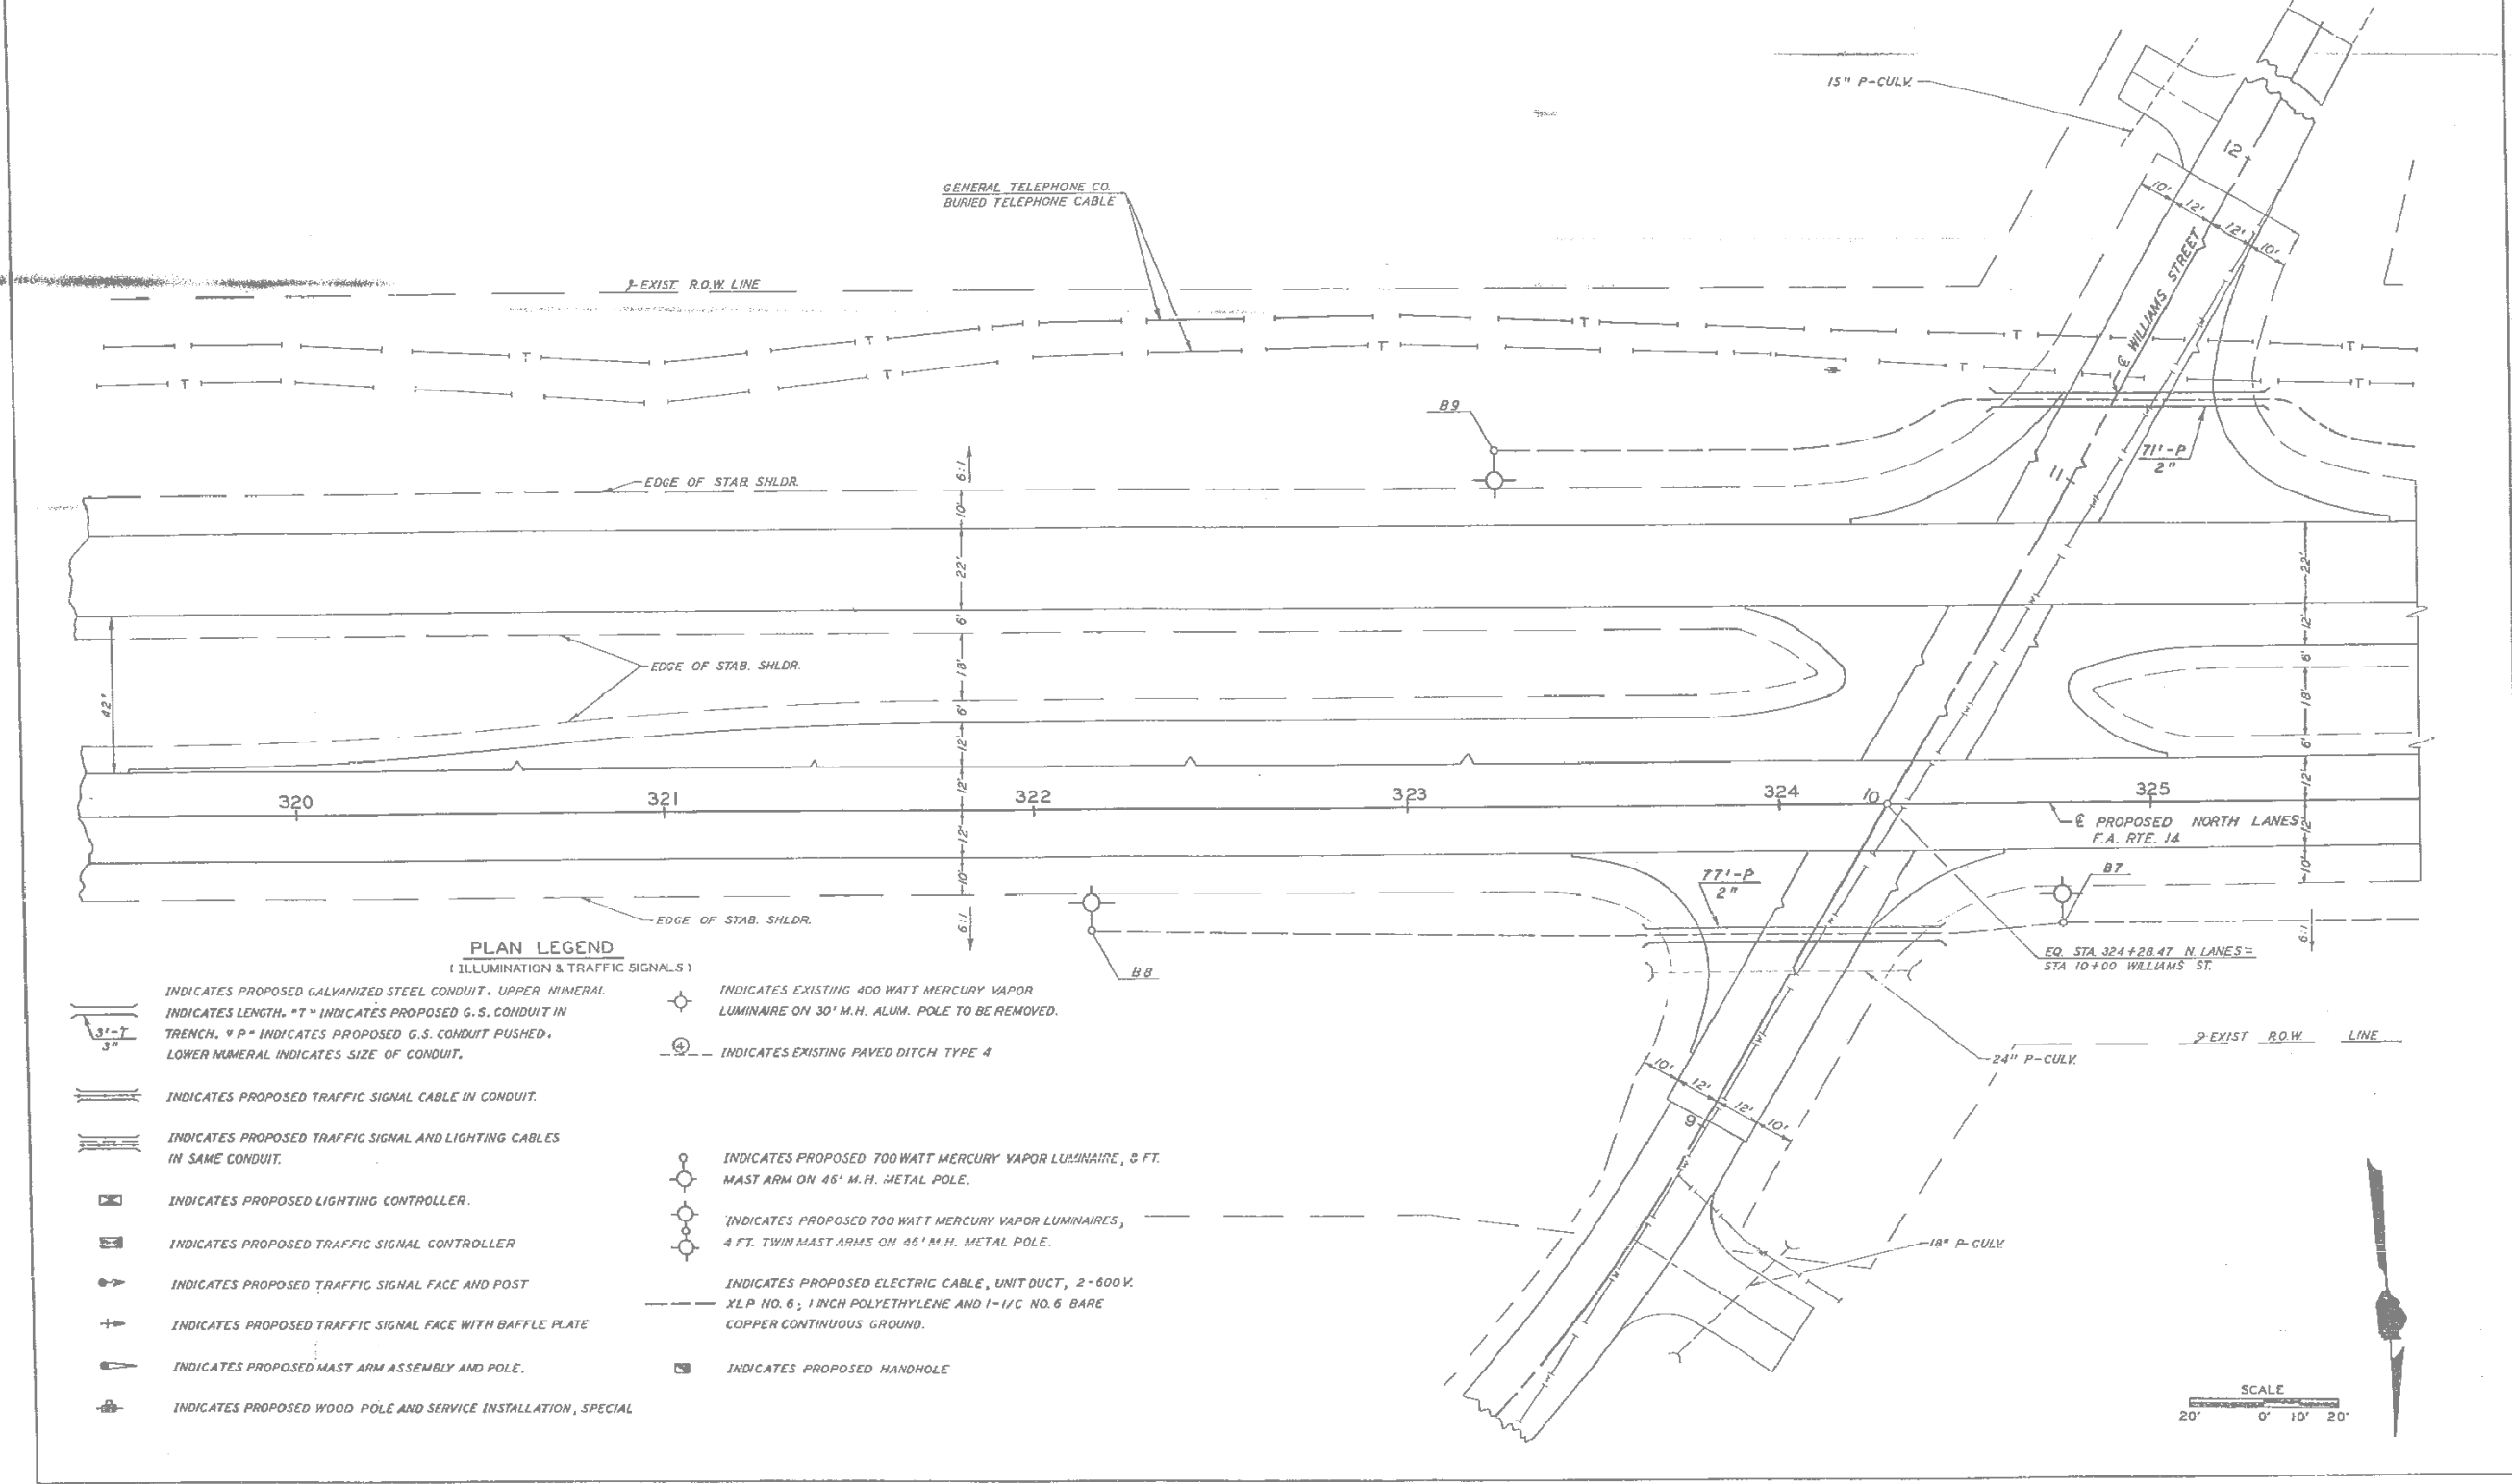 15" P-CULV.
12
10'
12'
12'
10'
GENERAL TELEPHONE CO.
BURIED TELEPHONE CABLE
℄ WILLIAMS STREET
EXIST. R.O.W. LINE
T T T T T
T T T T T
B9
71'-P
2"
11
6:1
EDGE OF STAB. SHLDR.
10'
22'
22'
6'
12'
EDGE OF STAB. SHLDR.
18'
6'
42'
18'
6'
6'
12'
12'
12'
320 321 322 323 324 10 325
℄ PROPOSED NORTH LANES
F.A. RTE. 14
12'
12'
10'
10'
77'-P
2"
B7
EDGE OF STAB. SHLDR.
6:1
6:1
B8
EQ. STA. 324+28.47 N. LANES =
STA 10+00 WILLIAMS ST.
EXIST R.O.W. LINE
24" P-CULV.
10'
12'
12'
10'
9
18" P-CULV.
PLAN LEGEND
(ILLUMINATION & TRAFFIC SIGNALS)
3'-T
3"
INDICATES PROPOSED GALVANIZED STEEL CONDUIT. UPPER NUMERAL
INDICATES LENGTH. "T" INDICATES PROPOSED G.S. CONDUIT IN
TRENCH. "P" INDICATES PROPOSED G.S. CONDUIT PUSHED.
LOWER NUMERAL INDICATES SIZE OF CONDUIT.
INDICATES PROPOSED TRAFFIC SIGNAL CABLE IN CONDUIT.
INDICATES PROPOSED TRAFFIC SIGNAL AND LIGHTING CABLES
IN SAME CONDUIT.
INDICATES PROPOSED LIGHTING CONTROLLER.
INDICATES PROPOSED TRAFFIC SIGNAL CONTROLLER
INDICATES PROPOSED TRAFFIC SIGNAL FACE AND POST
INDICATES PROPOSED TRAFFIC SIGNAL FACE WITH BAFFLE PLATE
INDICATES PROPOSED MAST ARM ASSEMBLY AND POLE.
INDICATES PROPOSED WOOD POLE AND SERVICE INSTALLATION, SPECIAL
INDICATES EXISTING 400 WATT MERCURY VAPOR
LUMINAIRE ON 30' M.H. ALUM. POLE TO BE REMOVED.
4 INDICATES EXISTING PAVED DITCH TYPE 4
INDICATES PROPOSED 700 WATT MERCURY VAPOR LUMINAIRE, 8 FT.
MAST ARM ON 46' M.H. METAL POLE.
INDICATES PROPOSED 700 WATT MERCURY VAPOR LUMINAIRES,
4 FT. TWIN MAST ARMS ON 46' M.H. METAL POLE.
INDICATES PROPOSED ELECTRIC CABLE, UNIT DUCT, 2-600 V.
XLP NO. 6; 1 INCH POLYETHYLENE AND 1-1/C NO. 6 BARE
COPPER CONTINUOUS GROUND.
INDICATES PROPOSED HANDHOLE
SCALE
20' 0' 10' 20'